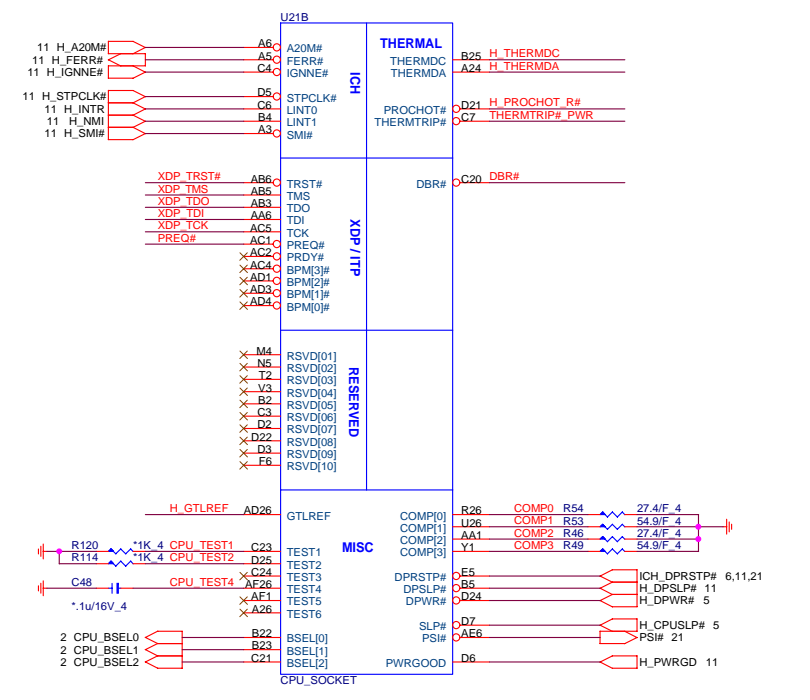 U21B
11 H_A20M# A6 A20M# THERMAL
11 H_FERR# A5 FERR# THERMDC B25 H_THERMDC
11 H_IGNNE# C4 IGNNE# ICH THERMDA A24 H_THERMDA
11 H_STPCLK# D5 STPCLK#
11 H_INTR C6 LINT0 PROCHOT# D21 H_PROCHOT_R#
11 H_NMI B4 LINT1 THERMTRIP# C7 THERMTRIP#_PWR
11 H_SMI# A3 SMI#
XDP_TRST# AB6 TRST# DBR# C20 DBR#
XDP_TMS AB5 TMS
XDP_TDO AB3 TDO
XDP_TDI AA6 TDI
XDP_TCK AC5 TCK
PREQ# AC1 PREQ#
AC2 PRDY# XDP / ITP
AC4 BPM[3]#
AD1 BPM[2]#
AD3 BPM[1]#
AD4 BPM[0]#
M4 RSVD[01]
N5 RSVD[02]
T2 RSVD[03]
V3 RSVD[04]
B2 RSVD[05]
C3 RSVD[06] RESERVED
D2 RSVD[07]
D22 RSVD[08]
D3 RSVD[09]
F6 RSVD[10]
H_GTLREF AD26 GTLREF COMP[0] R26 COMP0 R54 27.4/F_4
COMP[1] U26 COMP1 R53 54.9/F_4
COMP[2] AA1 COMP2 R46 27.4/F_4
R120 *1K_4 CPU_TEST1 C23 TEST1 MISC COMP[3] Y1 COMP3 R49 54.9/F_4
R114 *1K_4 CPU_TEST2 D25 TEST2
C24 TEST3 DPRSTP# E5 ICH_DPRSTP# 6,11,21
C48 CPU_TEST4 AF26 TEST4 DPSLP# B5 H_DPSLP# 11
*.1u/16V_4 AF1 TEST5 DPWR# D24 H_DPWR# 5
A26 TEST6
SLP# D7 H_CPUSLP# 5
2 CPU_BSEL0 B22 BSEL[0] PSI# AE6 PSI# 21
2 CPU_BSEL1 B23 BSEL[1]
2 CPU_BSEL2 C21 BSEL[2] PWRGOOD D6 H_PWRGD 11
CPU_SOCKET